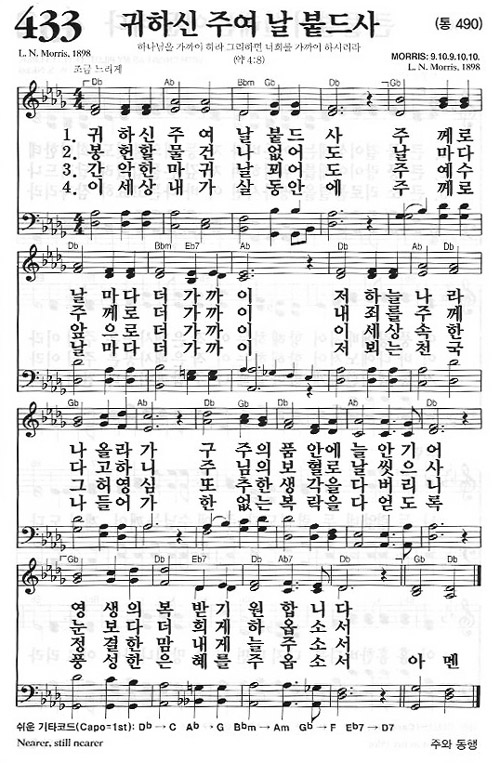 433 귀하신 주여 날 붙드사 (통 490)
하나님을 가까이 하라 그리하면 너희를 가까이 하시리라
L. N. Morris, 1898 (약 4:8) MORRIS: 9.10.9.10.10.
조금 느리게 L. N. Morris, 1898
Db Ab Bbm Ab Db Gb
1. 귀 하 신 주 여 날 붙 드 사 주 께 로
2. 봉 헌 할 물 건 나 없 어 도 날 마 다
3. 간 험 한 마 귀 날 꾀 어 도 주 예 수
4. 이 세 상 내 가 살 동 안 에 주 께 로
Db Bbm Eb7 Ab Db Ab Db
날 마 다 더 가 까 이 저 하늘 나 라
주 께 로 더 가 까 이 내 죄를 주 께
앞 으 로 더 가 까 이 이 세상 속 한
날 마 다 더 가 까 이 저 뵈는 천 국
Gb Ab Db Gb Db
나 올 라 가 구 주 님의 품 안에 늘 안 기 어
다 고 하 니 주 의 보 혈로 날 씻 으 사
그 허 영 심 또 추한 생 각을 다 버 리 고
나 들 어 가 한 없는 복 락을 다 얻 도 록
Gb Db Eb7 Db Ab7 Db Gb Db
영 생 의 복 받 기 원 합 니 다
눈 보 다 더 희 게 하 옵 소 서
정 결 한 맘 내 게 늘 주옵 소 서
풍 성 한 은 혜 를 주 옵 소 서 아 멘
쉬운 기타코드(Capo=1st): Db→C Ab→G Bbm→Am Gb→F Eb7→D7
Nearer, still nearer 주와 동행